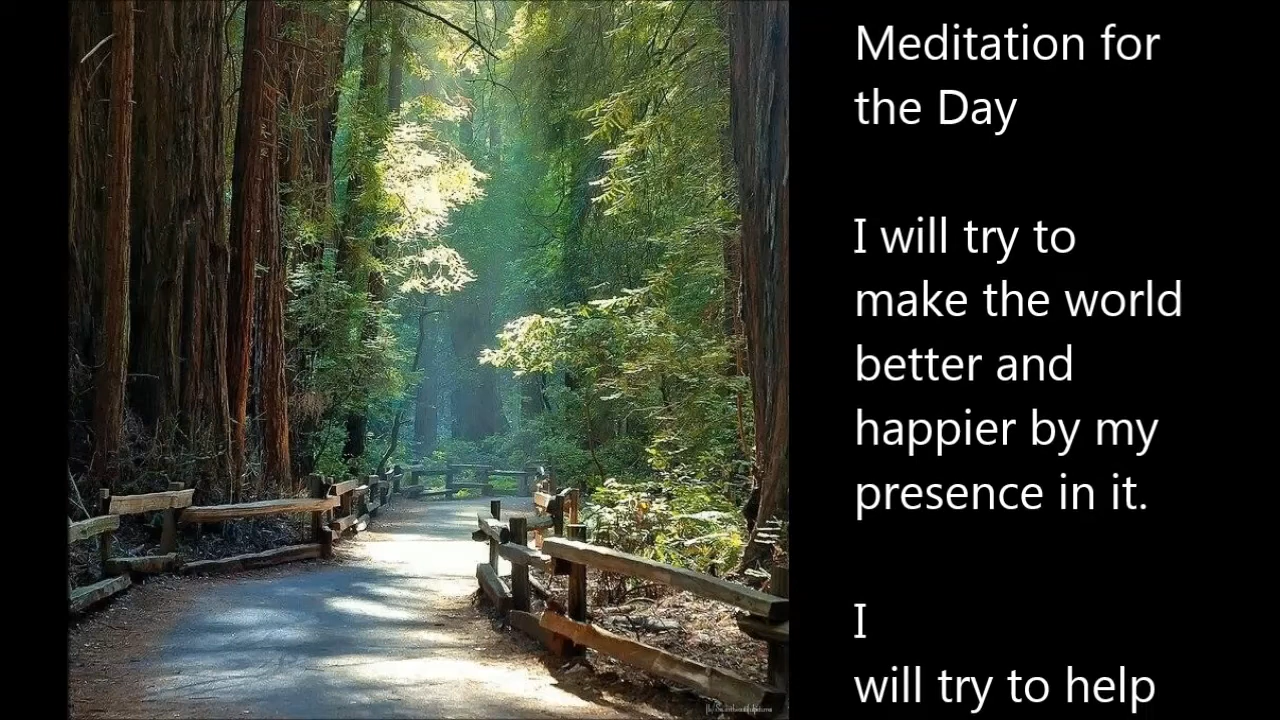 Meditation for
the Day
I will try to
make the world
better and
happier by my
presence in it.
I
will try to help